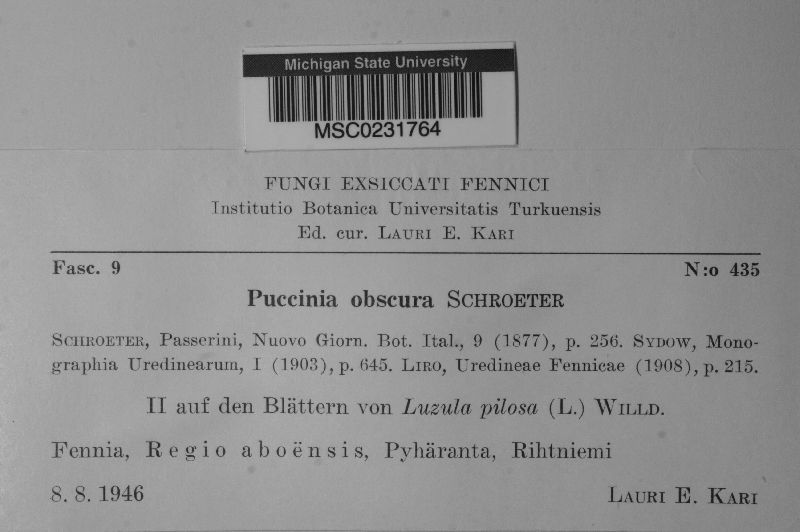 Michigan State University
MSC0231764
FUNGI EXSICCATI FENNICI
Institutio Botanica Universitatis Turkuensis
Ed. cur. LAURI E. KARI
Fasc. 9 N:o 435
Puccinia obscura SCHROETER
SCHROETER, Passerini, Nuovo Giorn. Bot. Ital., 9 (1877), p. 256. SYDOW, Mono-
graphia Uredinearum, I (1903), p. 645. LIRO, Uredineae Fennicae (1908), p. 215.
II auf den Blättern von Luzula pilosa (L.) WILLD.
Fennia, Regio aboënsis, Pyhäranta, Rihtniemi
8. 8. 1946 LAURI E. KARI